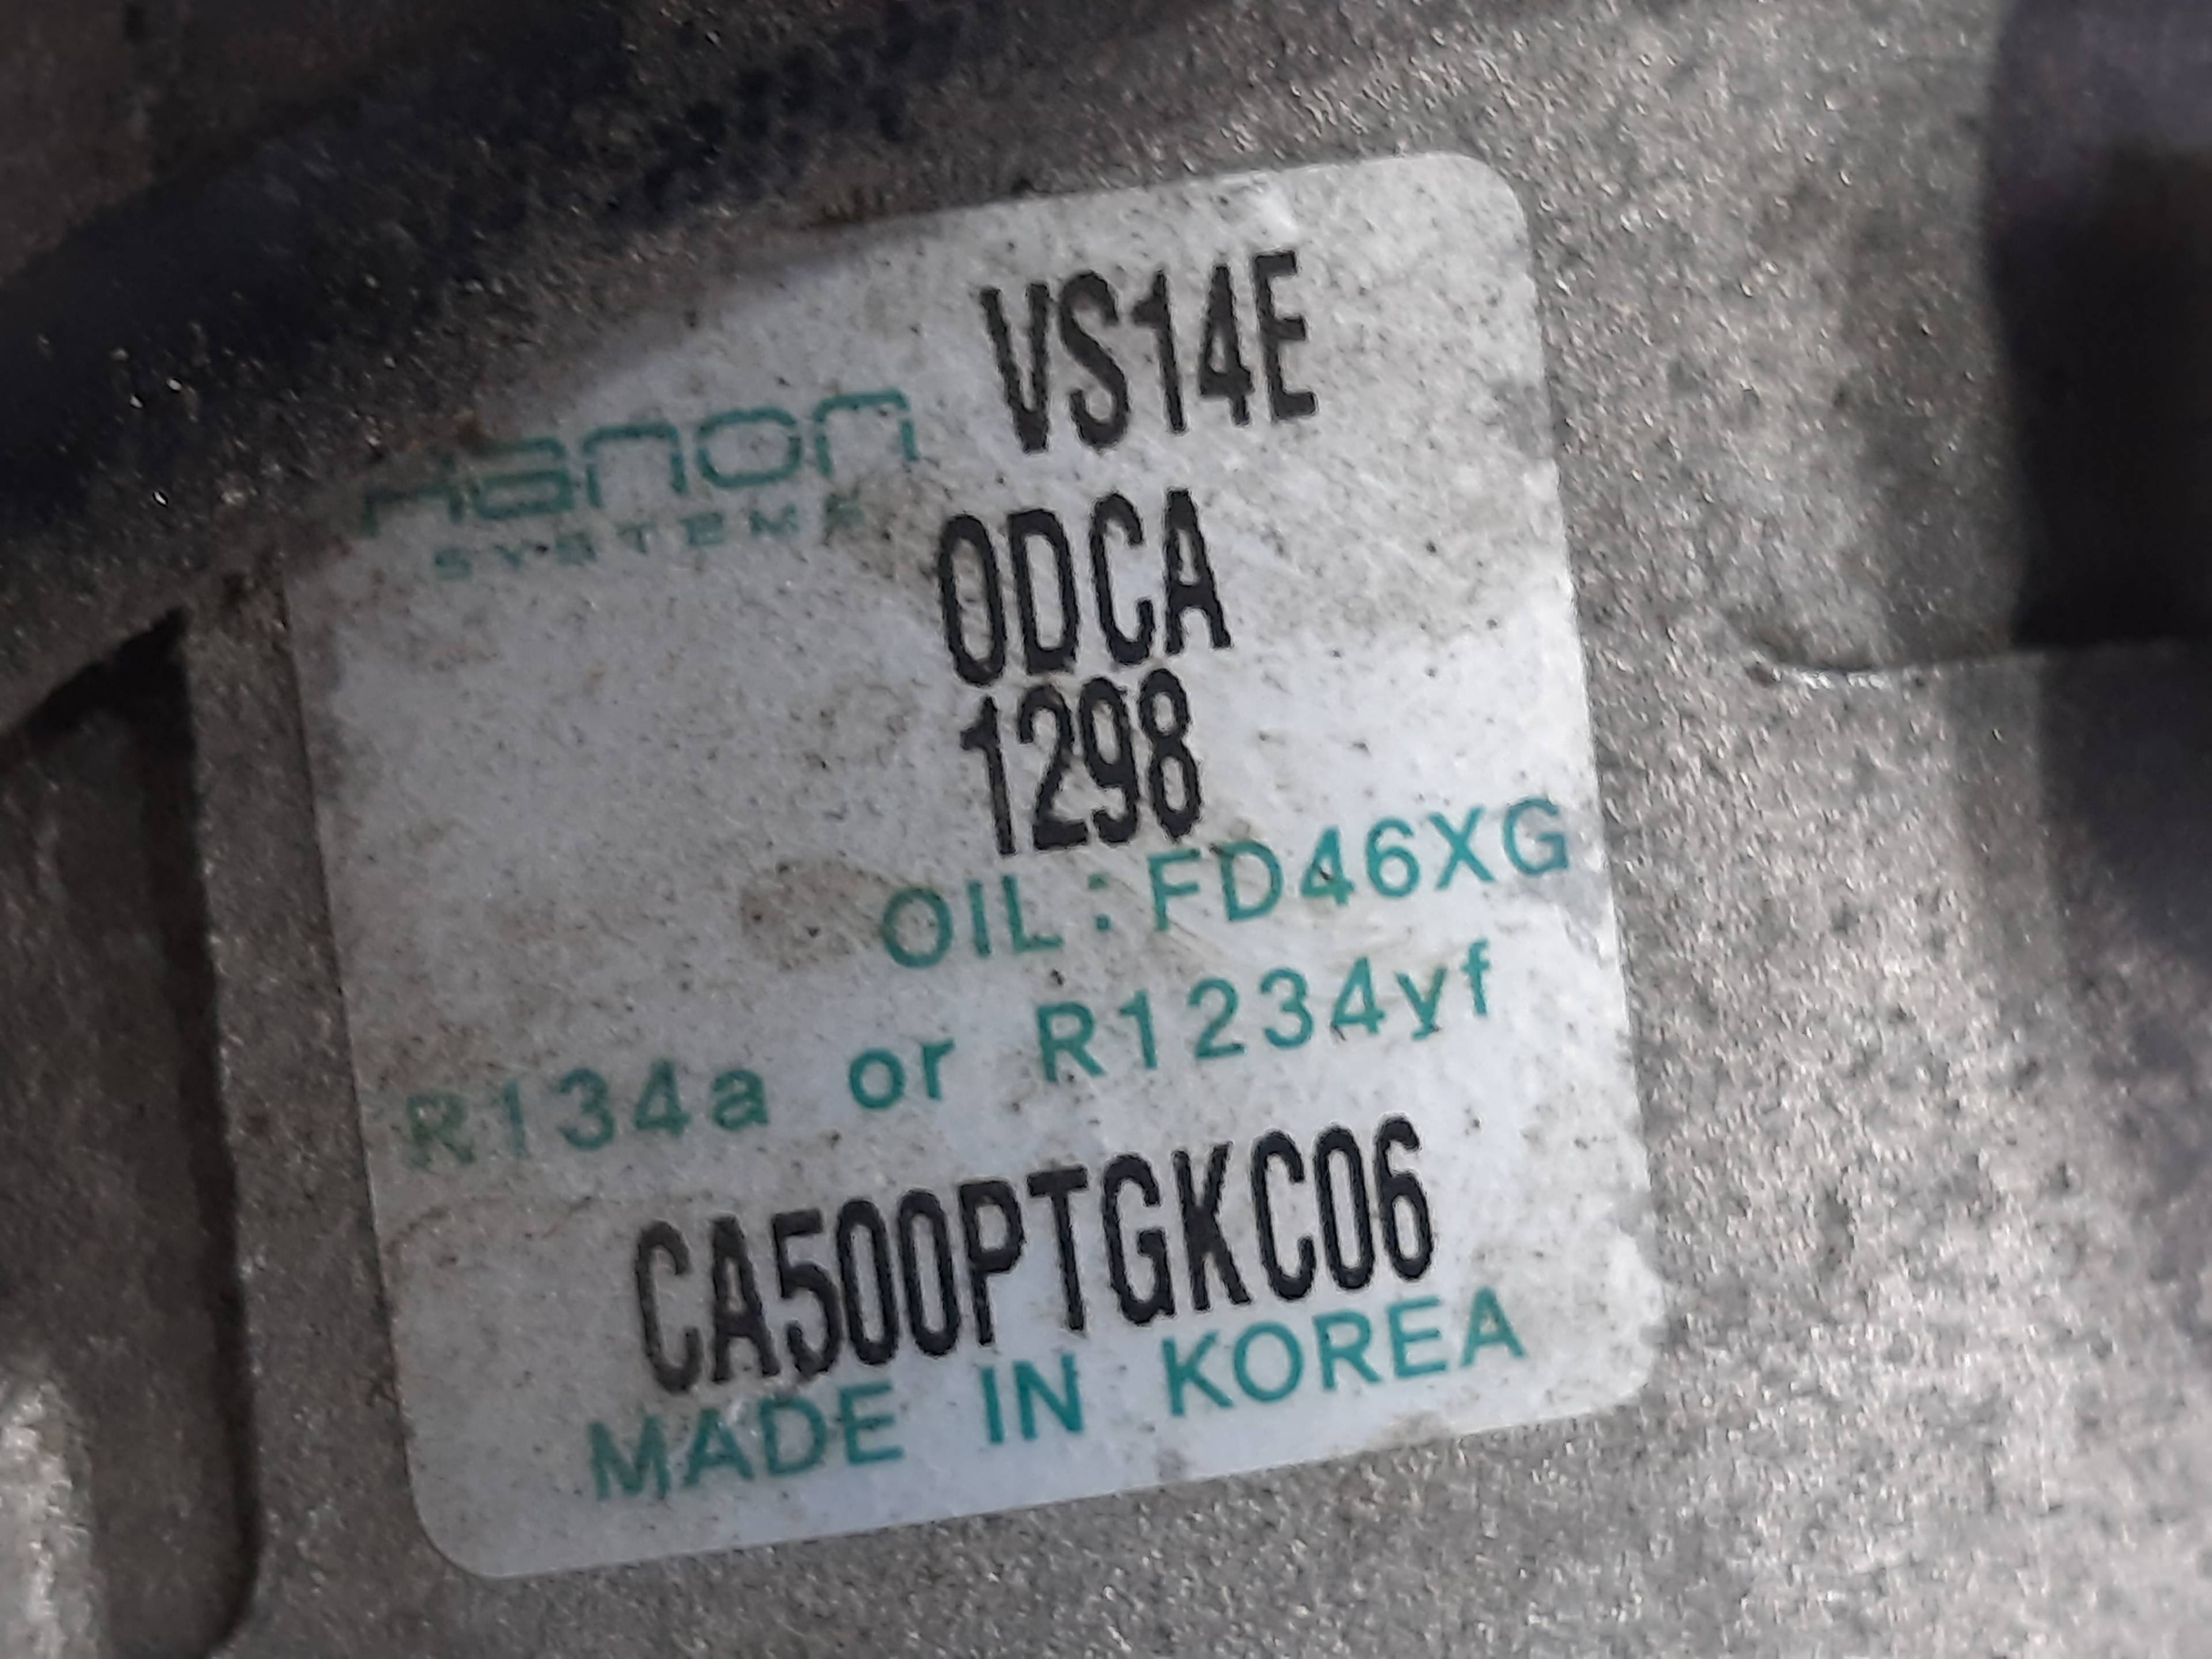 Hanon VS14E
SYSTEMS
0DCA
1298
OIL:FD46XG
R134a or R1234yf
CA500PTGKC06
MADE IN KOREA